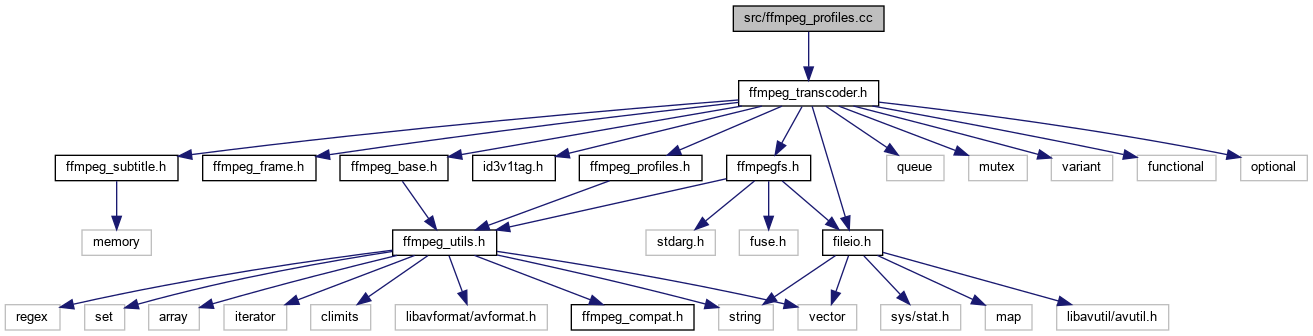 src/ffmpeg_profiles.cc
ffmpeg_transcoder.h
ffmpeg_subtitle.h
ffmpeg_frame.h
ffmpeg_base.h
id3v1tag.h
ffmpeg_profiles.h
ffmpegfs.h
queue
mutex
variant
functional
optional
memory
ffmpeg_utils.h
stdarg.h
fuse.h
fileio.h
regex
set
array
iterator
climits
libavformat/avformat.h
ffmpeg_compat.h
string
vector
sys/stat.h
map
libavutil/avutil.h